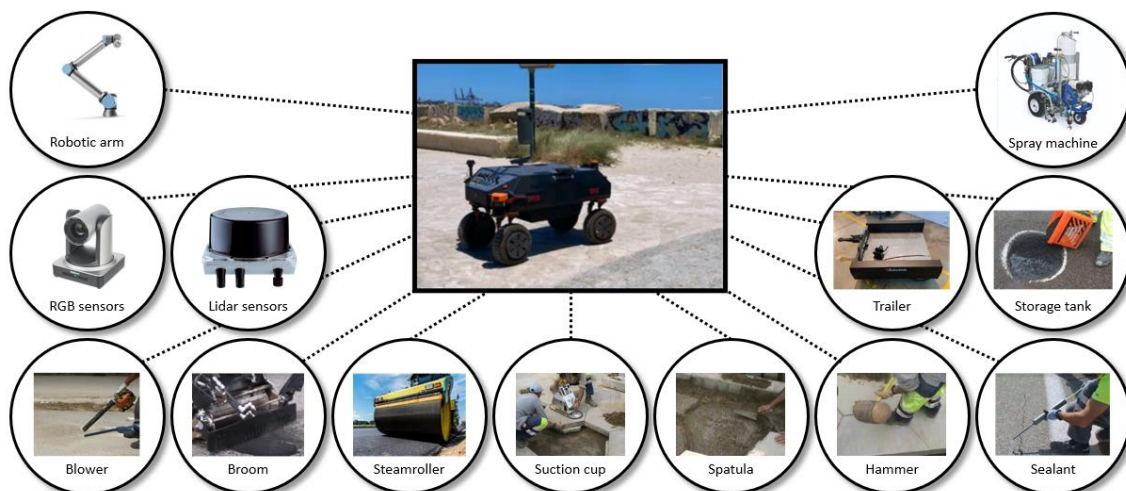 Robotic arm
Spray machine
RGB sensors
Lidar sensors
Trailer
Storage tank
Blower
Broom
Steamroller
Suction cup
Spatula
Hammer
Sealant